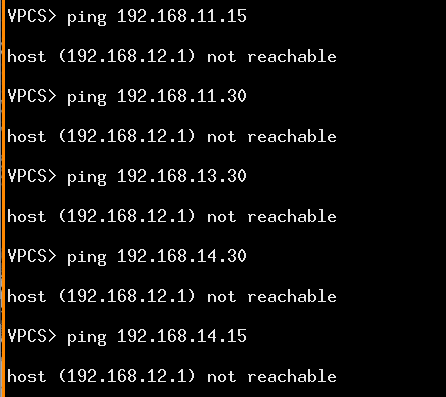 VPCS> ping 192.168.11.15
host (192.168.12.1) not reachable
VPCS> ping 192.168.11.30
host (192.168.12.1) not reachable
VPCS> ping 192.168.13.30
host (192.168.12.1) not reachable
VPCS> ping 192.168.14.30
host (192.168.12.1) not reachable
VPCS> ping 192.168.14.15
host (192.168.12.1) not reachable